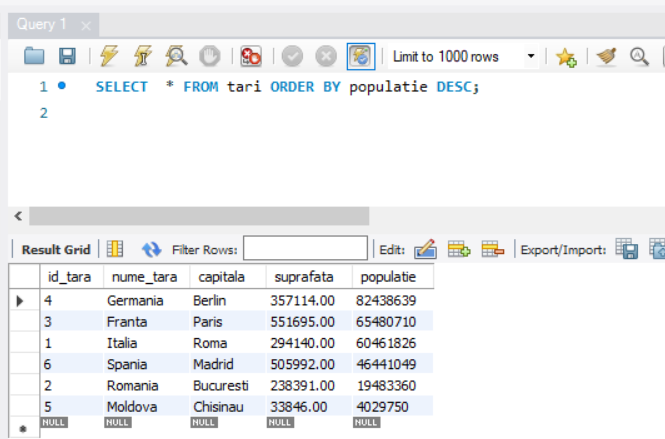 Query 1
Limit to 1000 rows
1 SELECT * FROM tari ORDER BY populatie DESC;
2
Result Grid Filter Rows: Edit: Export/Import:
id_tara nume_tara capitala suprafata populatie
4 Germania Berlin 357114.00 82438639
3 Franta Paris 551695.00 65480710
1 Italia Roma 294140.00 60461826
6 Spania Madrid 505992.00 46441049
2 Romania Bucuresti 238391.00 19483360
5 Moldova Chisinau 33846.00 4029750
NULL NULL NULL NULL NULL